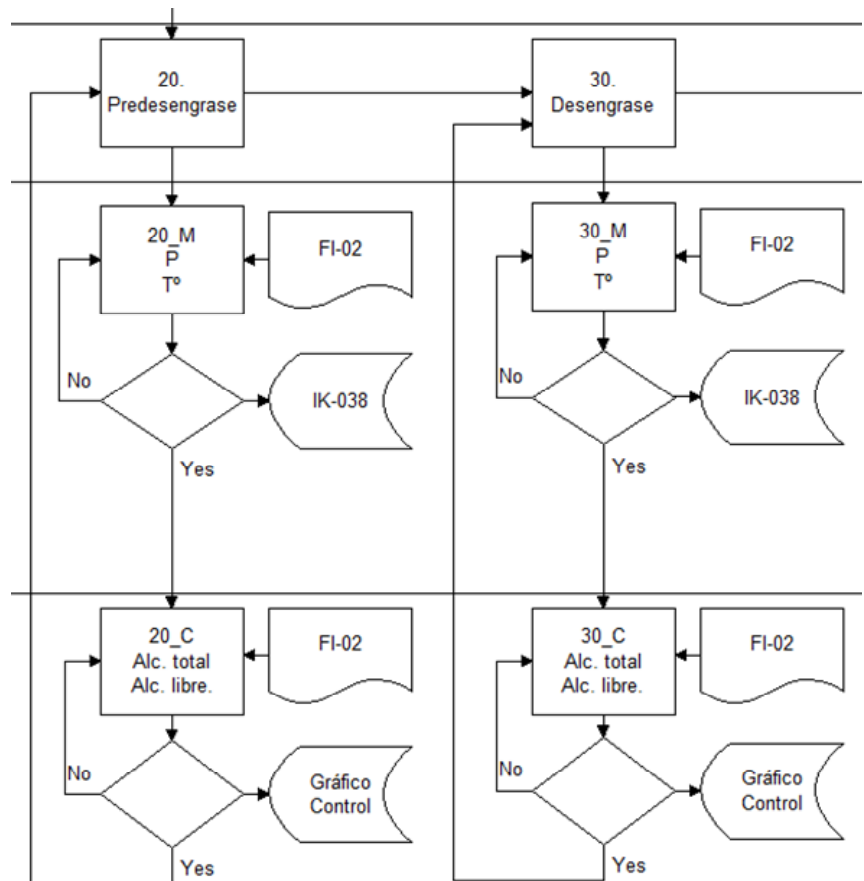 20.
Predesengrase
30.
Desengrase
20_M
P
Tº
FI-02
30_M
P
Tº
FI-02
No
IK-038
Yes
No
IK-038
Yes
20_C
Alc. total
Alc. libre.
FI-02
30_C
Alc. total
Alc. libre.
FI-02
No
Gráfico
Control
Yes
No
Gráfico
Control
Yes